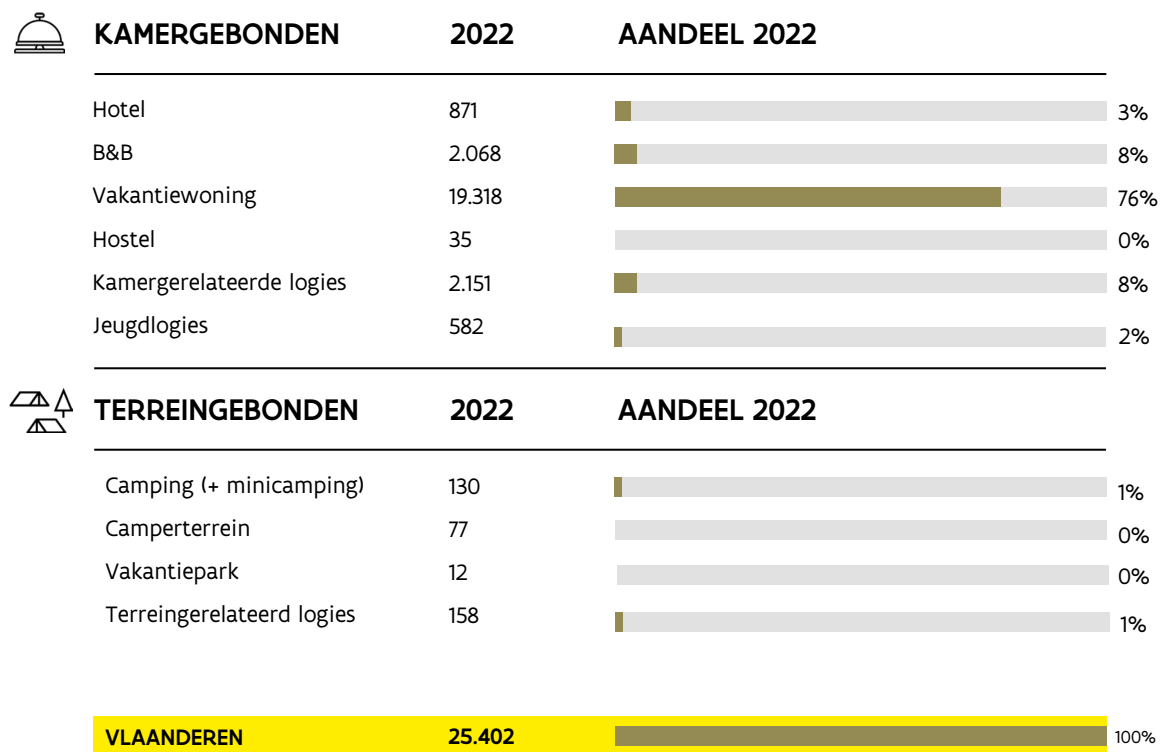 KAMERGEBONDEN 2022 AANDEEL 2022
Hotel 871 3%
B&B 2.068 8%
Vakantiewoning 19.318 76%
Hostel 35 0%
Kamergerelateerde logies 2.151 8%
Jeugdlogies 582 2%
TERREINGEBONDEN 2022 AANDEEL 2022
Camping (+ minicamping) 130 1%
Camperterrein 77 0%
Vakantiepark 12 0%
Terreingerelateerd logies 158 1%
VLAANDEREN 25.402 100%